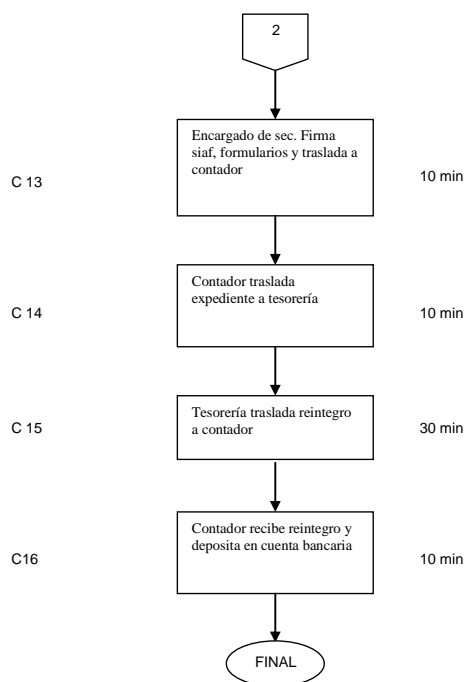 2
Encargado de sec. Firma
siaf, formularios y traslada a
contador
C 13
10 min
Contador traslada
expediente a tesorería
C 14
10 min
Tesorería traslada reintegro
a contador
C 15
30 min
Contador recibe reintegro y
deposita en cuenta bancaria
C16
10 min
FINAL